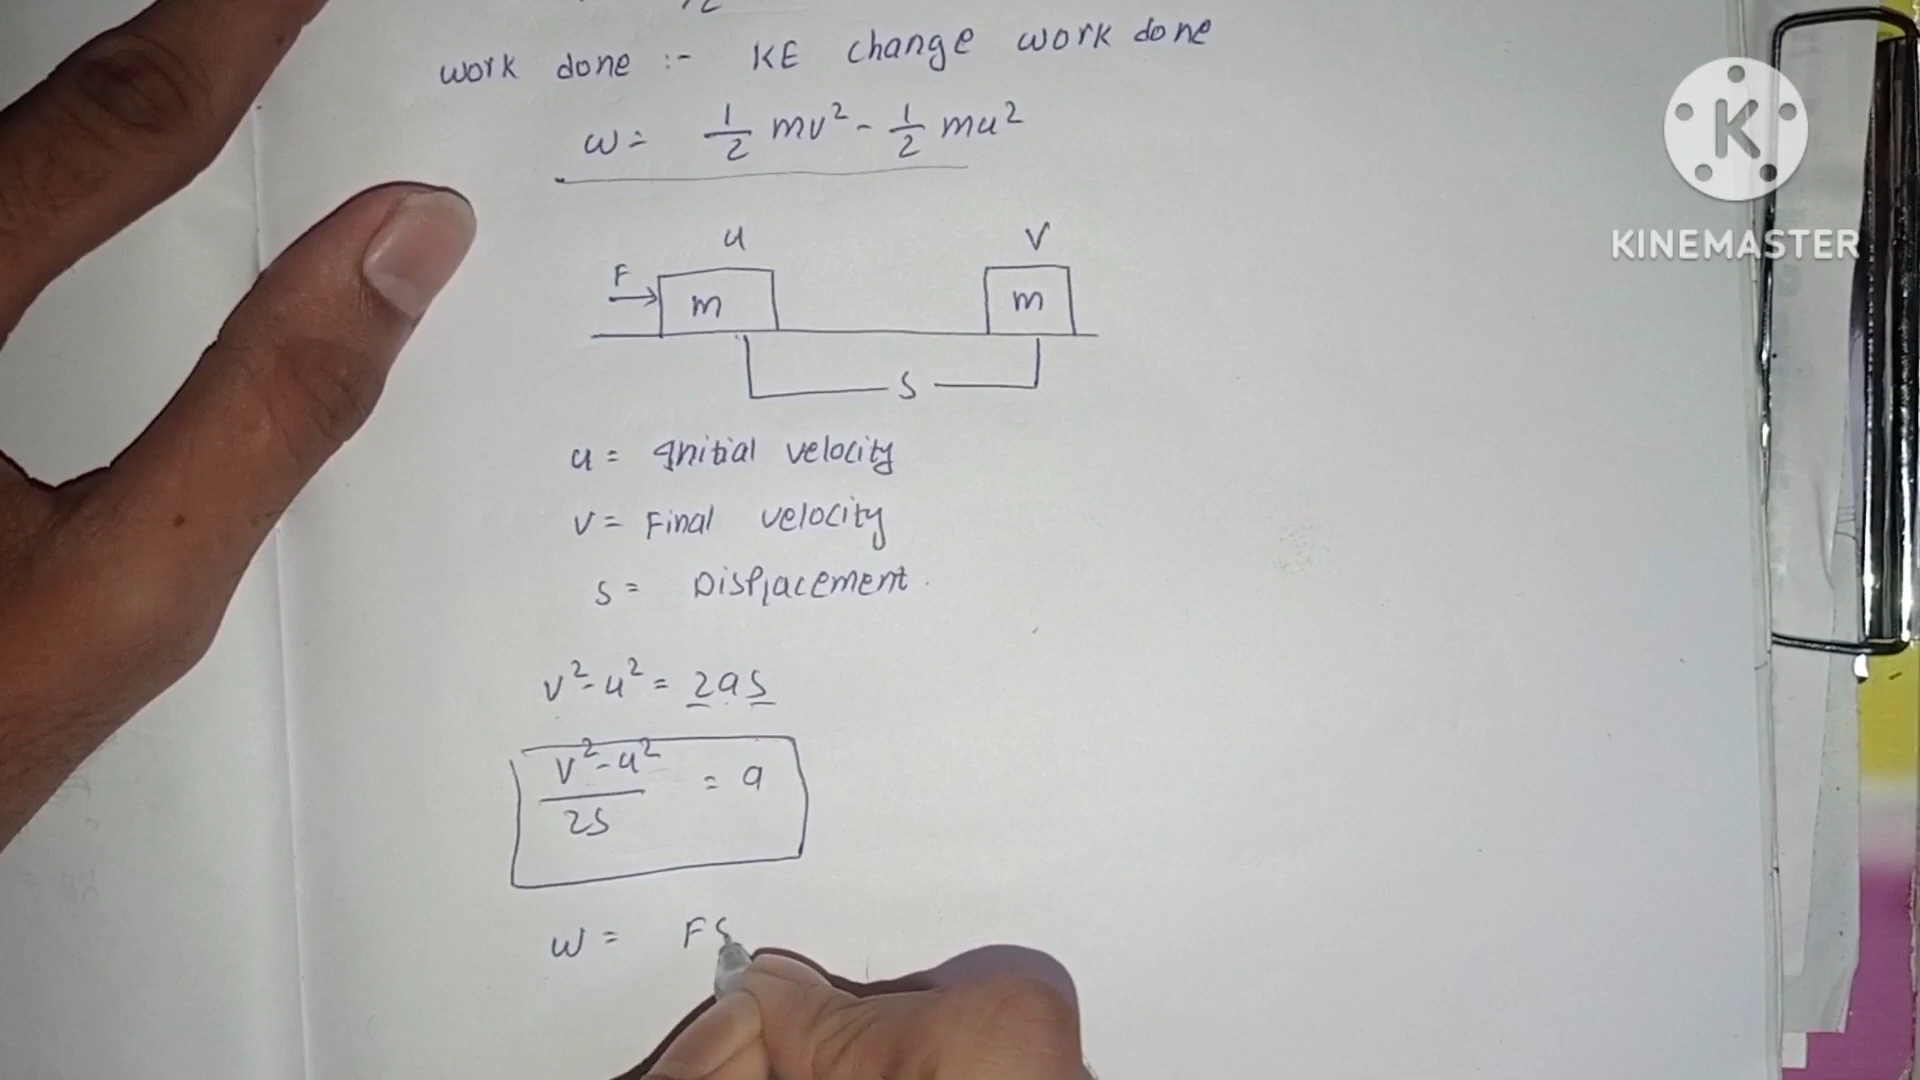 work done :- KE change work done
w = 1/2 mv² - 1/2 mu²
u v
F m m
s
u = Initial velocity
v = Final velocity
s = Displacement.
v² - u² = 2as
v² - u² / 2s = a
w = FS
K
KINEMASTER